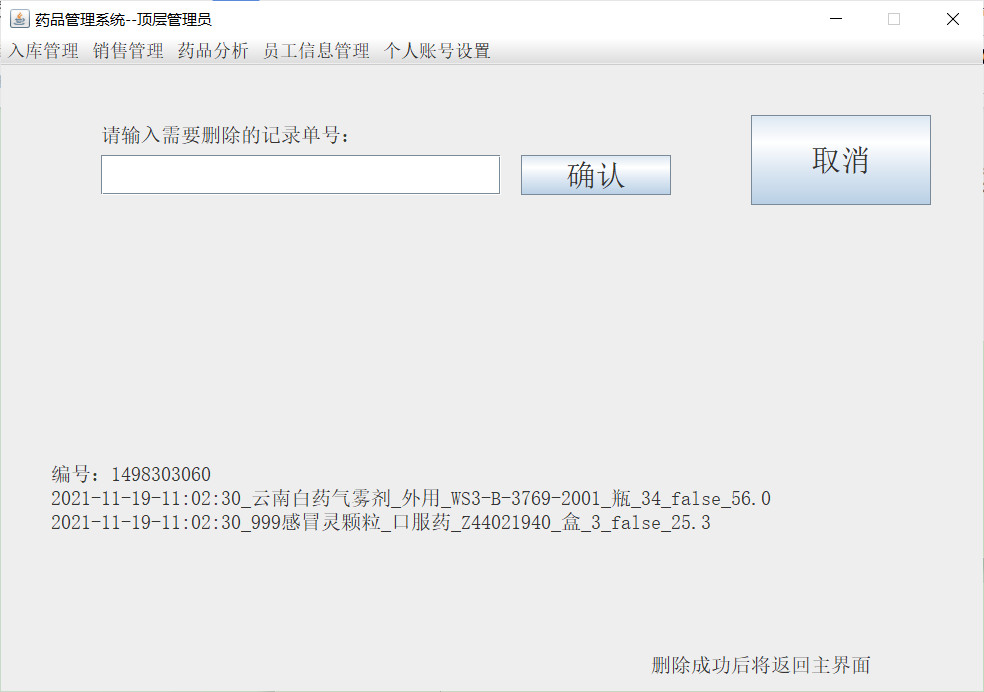 药品管理系统--顶层管理员
入库管理 销售管理 药品分析 员工信息管理 个人账号设置
请输入需要删除的记录单号：
确认
取消
编号：1498303060
2021-11-19-11:02:30_云南白药气雾剂_外用_WS3-B-3769-2001_瓶_34_false_56.0
2021-11-19-11:02:30_999感冒灵颗粒_口服药_Z44021940_盒_3_false_25.3
删除成功后将返回主界面